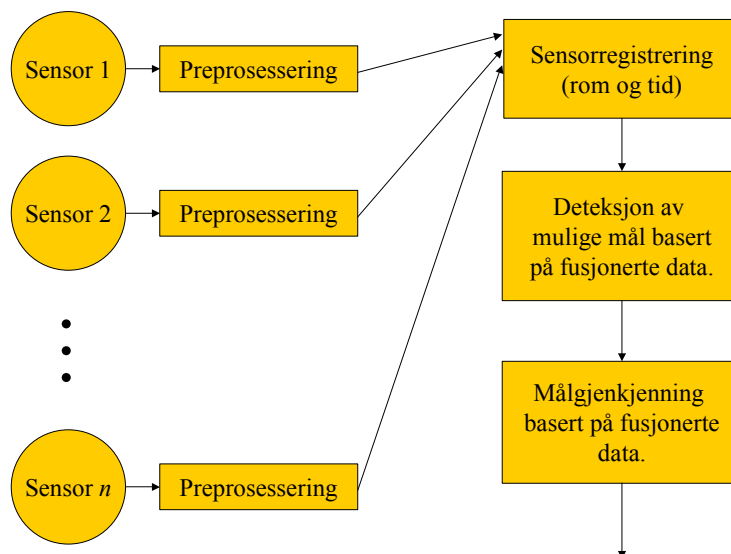 Sensor 1
Preprosessering
Sensorregistrering
(rom og tid)
Sensor 2
Preprosessering
Deteksjon av
mulige mål basert
på fusjonerte data.
Målgjenkjenning
basert på fusjonerte
data.
Sensor n
Preprosessering